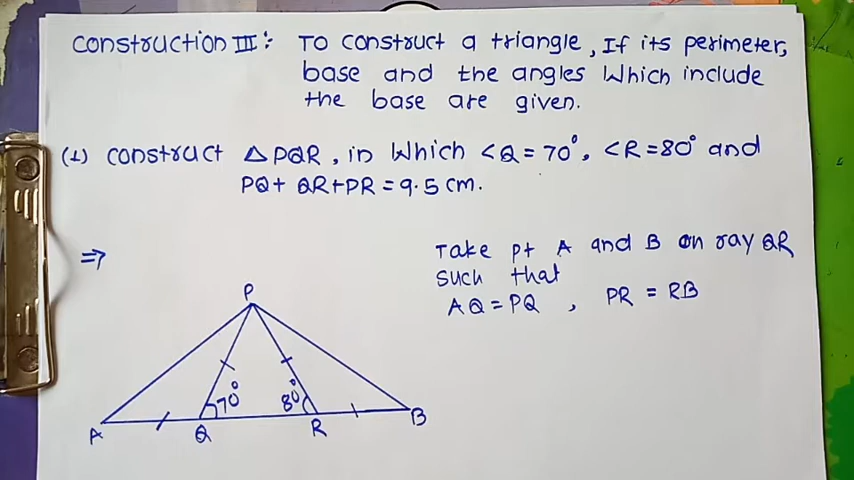 Construction III: To construct a triangle, If its perimeter,
base and the angles which include
the base are given.
(1) construct △PQR, in which ∠Q=70°, ∠R=80° and
PQ+QR+PR=9.5cm.
⇒
Take pt A and B on ray QR
such that
AQ=PQ, PR=RB
P
70° 80°
A Q R B